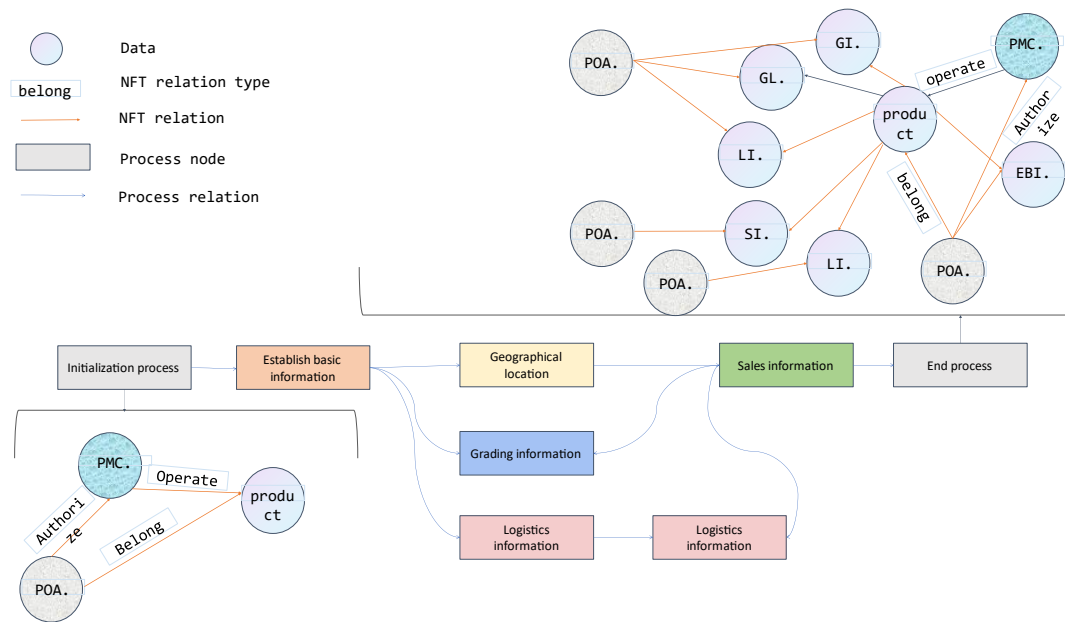 Data
belong
NFT relation type
NFT relation
Process node
Process relation
POA.
GI.
GL.
LI.
PMC.
operate
produ
ct
Author
ize
EBI.
belong
POA.
SI.
LI.
POA.
POA.
Initialization process
Establish basic
information
Geographical
location
Sales information
End process
Grading information
Logistics
information
Logistics
information
PMC.
Operate
produ
ct
Authori
ze
Belong
POA.